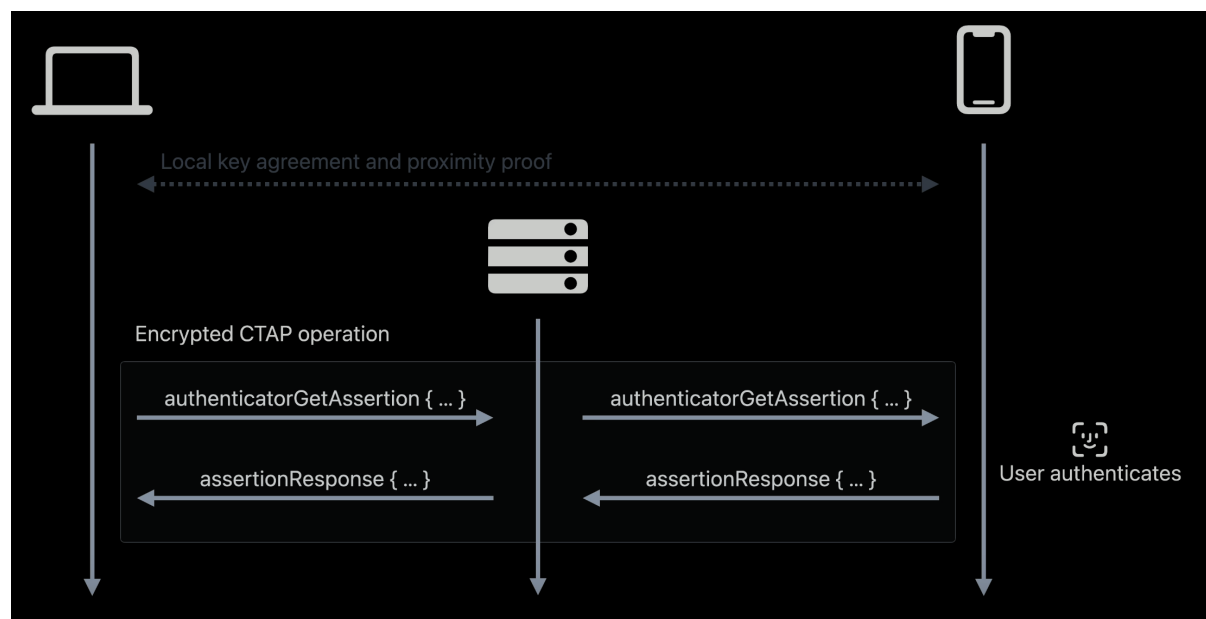 Local key agreement and proximity proof
Encrypted CTAP operation
authenticatorGetAssertion { ... }
authenticatorGetAssertion { ... }
assertionResponse { ... }
assertionResponse { ... }
User authenticates